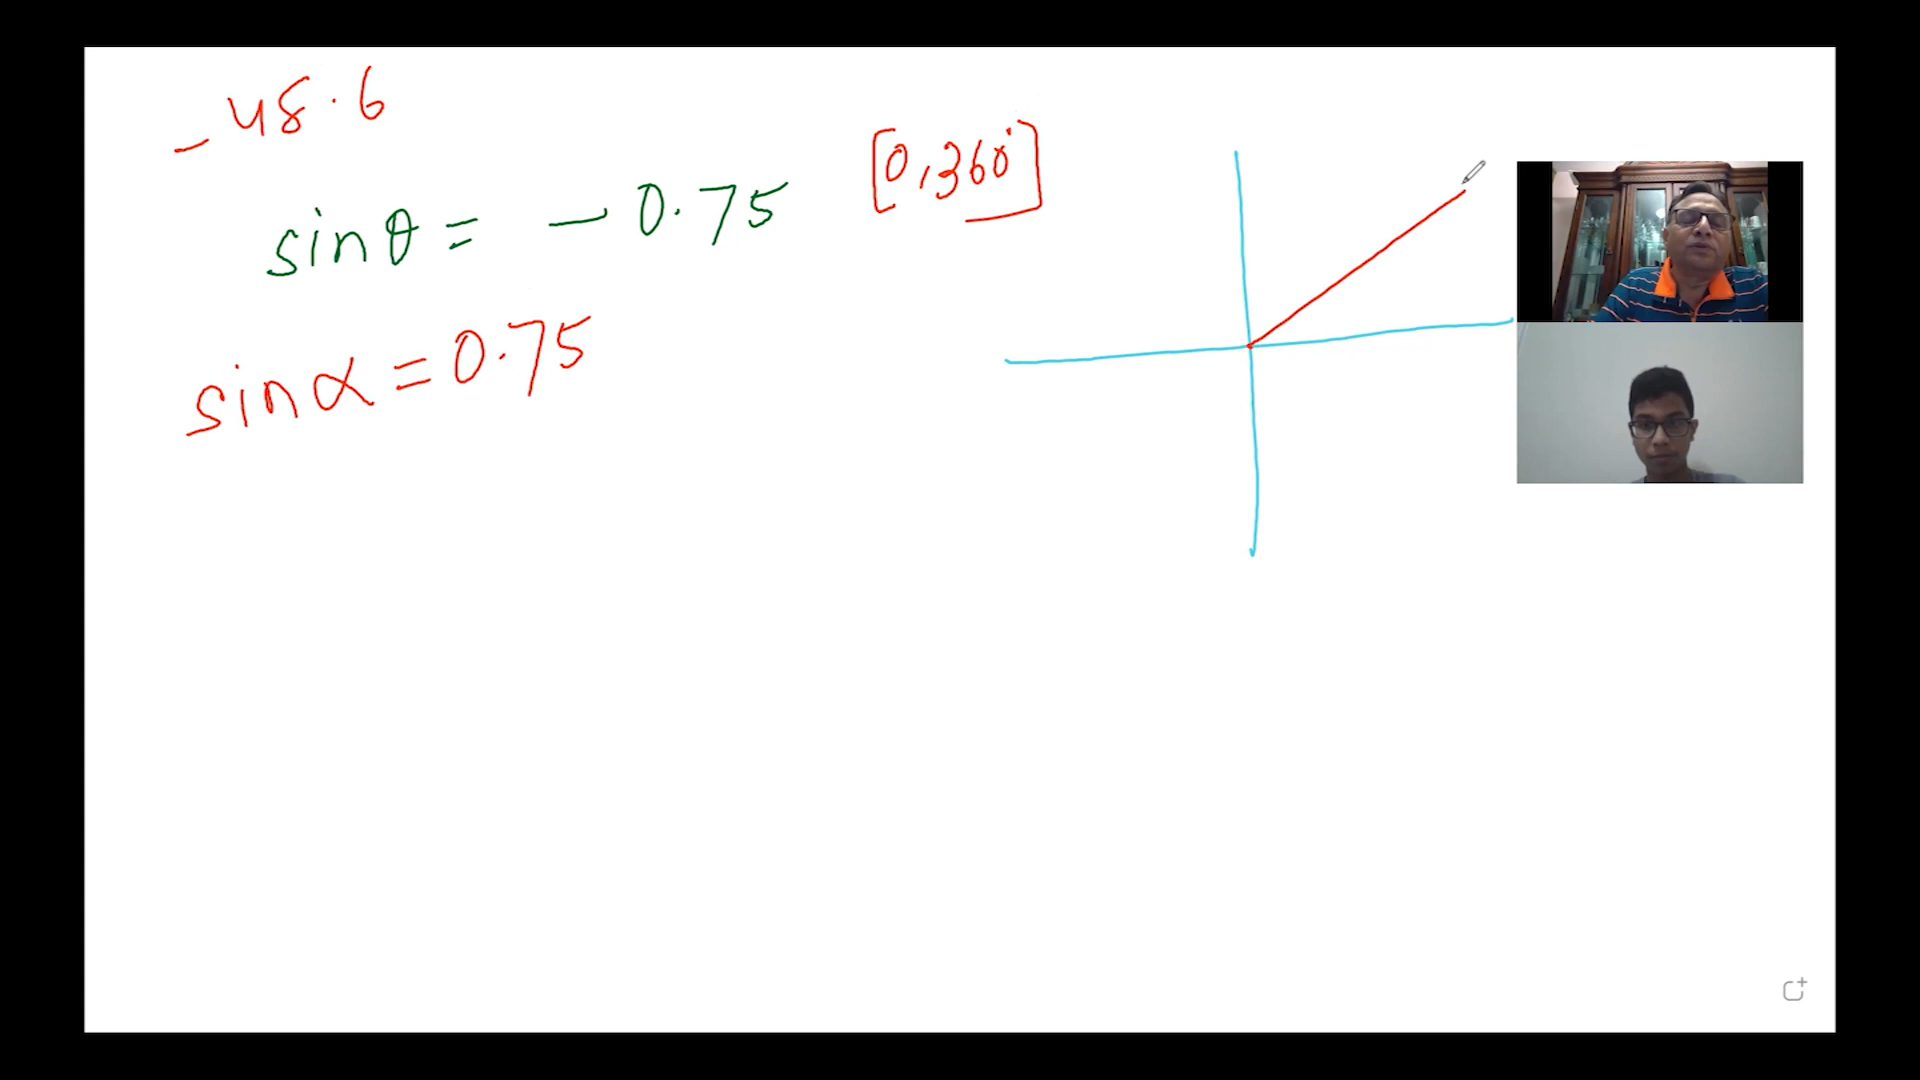 -48.6
sinθ = -0.75
[0,360°]
sinα = 0.75